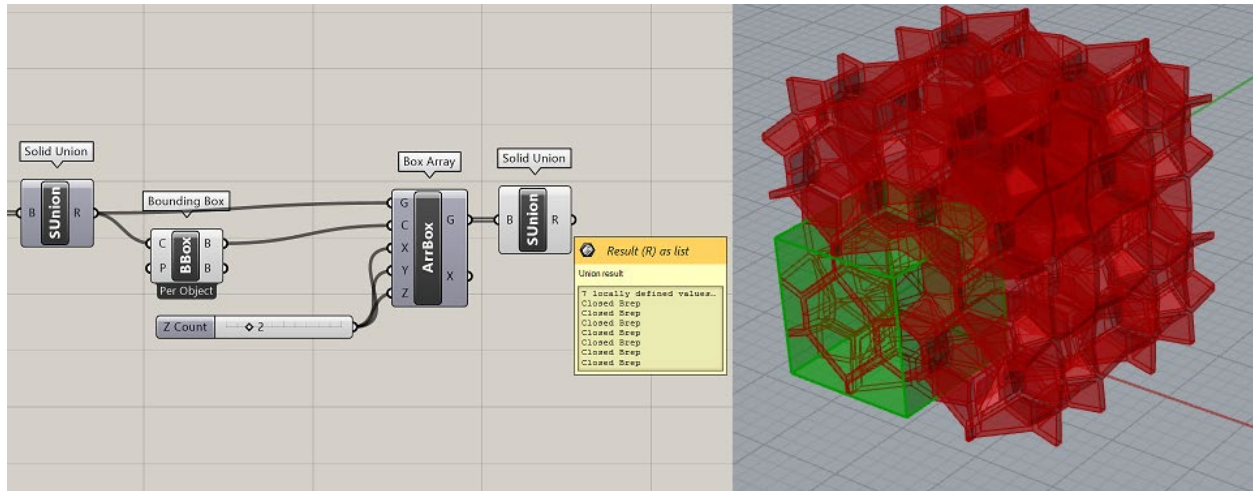 Solid Union
B
SUnion
R
Bounding Box
C
P
BBox
B
B
Per Object
Z Count
2
Box Array
G
C
X
Y
Z
ArrBox
G
X
Solid Union
B
SUnion
R
Result (R) as list
Union result
7 locally defined values…
Closed Brep
Closed Brep
Closed Brep
Closed Brep
Closed Brep
Closed Brep
Closed Brep